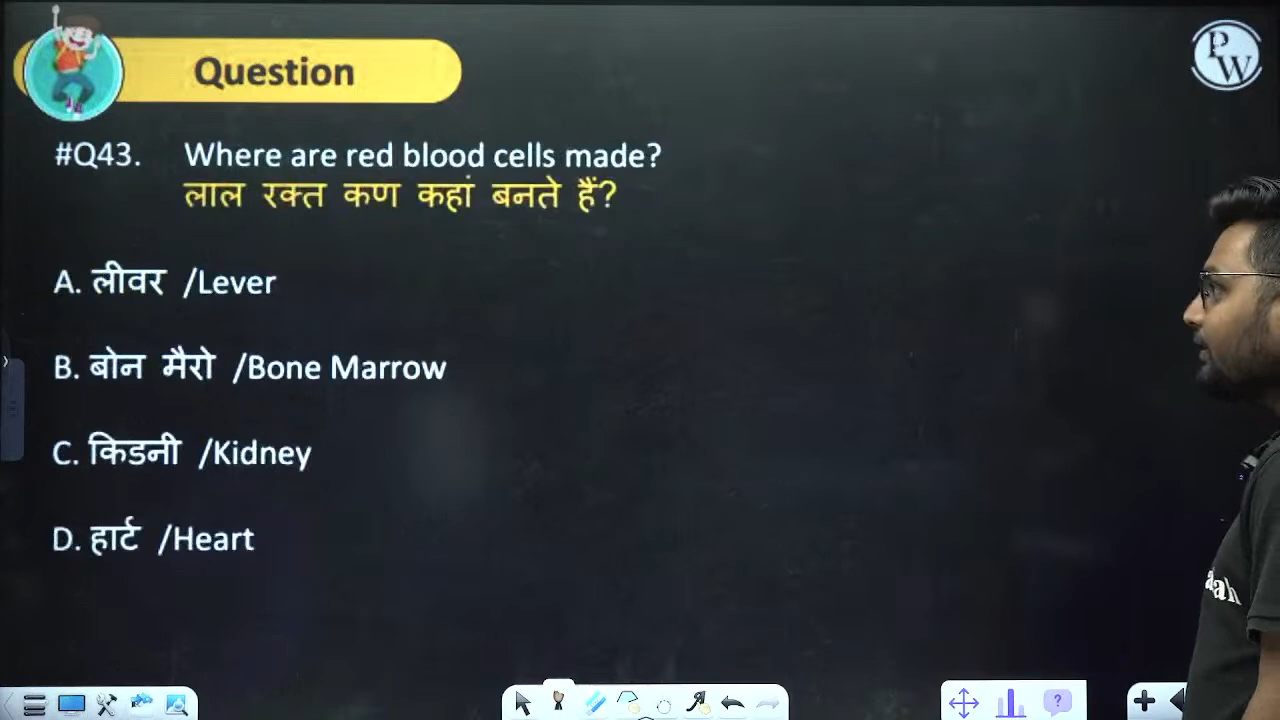 Question
PW
#Q43. Where are red blood cells made?
लाल रक्त कण कहां बनते हैं?
A. लीवर /Lever
B. बोन मैरो /Bone Marrow
C. किडनी /Kidney
D. हार्ट /Heart